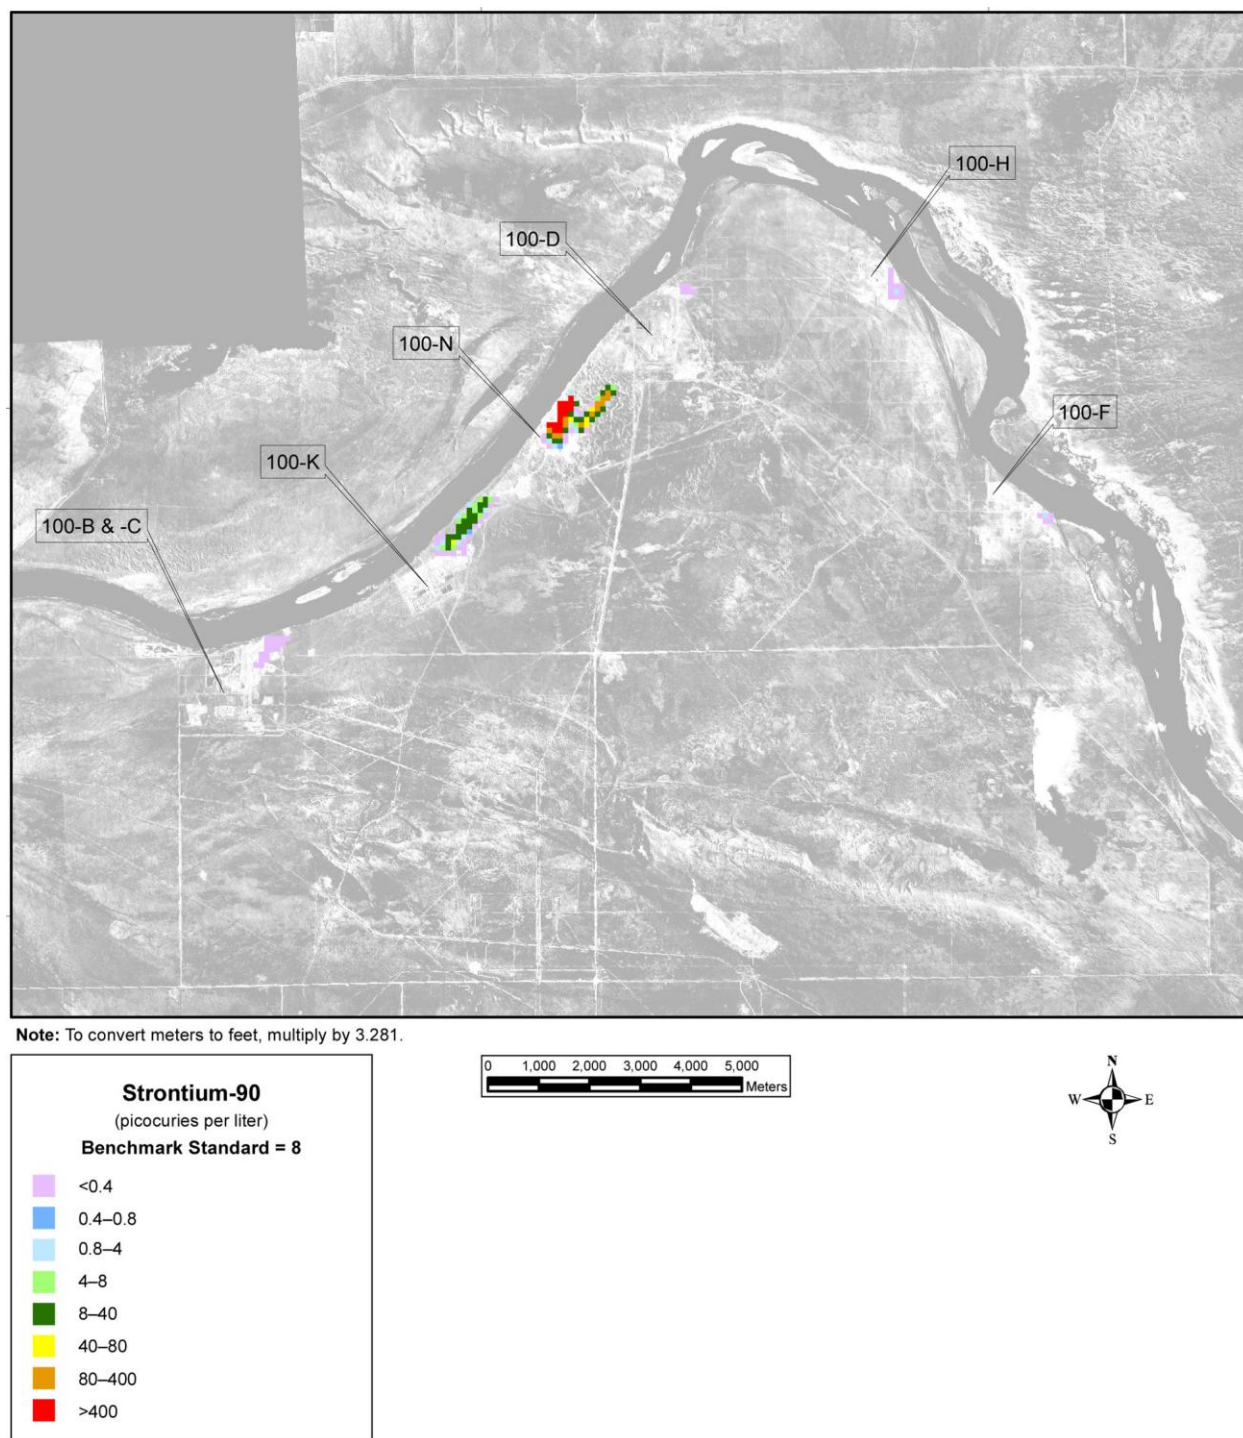 100-H
100-D
100-N
100-F
100-K
100-B & -C
Note: To convert meters to feet, multiply by 3.281.
0 1,000 2,000 3,000 4,000 5,000
Meters
N
W E
S
Strontium-90
(picocuries per liter)
Benchmark Standard = 8
<0.4
0.4–0.8
0.8–4
4–8
8–40
40–80
80–400
>400